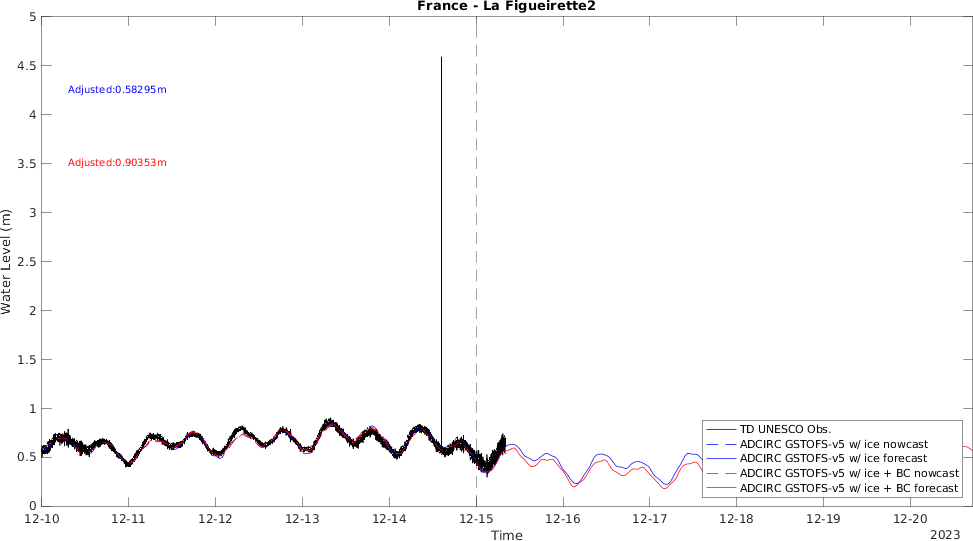 France - La Figueirette2
Adjusted:0.58295m
Adjusted:0.90353m
Water Level (m)
5
4.5
4
3.5
3
2.5
2
1.5
1
0.5
0
TD UNESCO Obs.
ADCIRC GSTOFS-v5 w/ ice nowcast
ADCIRC GSTOFS-v5 w/ ice forecast
ADCIRC GSTOFS-v5 w/ ice + BC nowcast
ADCIRC GSTOFS-v5 w/ ice + BC forecast
12-10 12-11 12-12 12-13 12-14 12-15 12-16 12-17 12-18 12-19 12-20
Time
2023